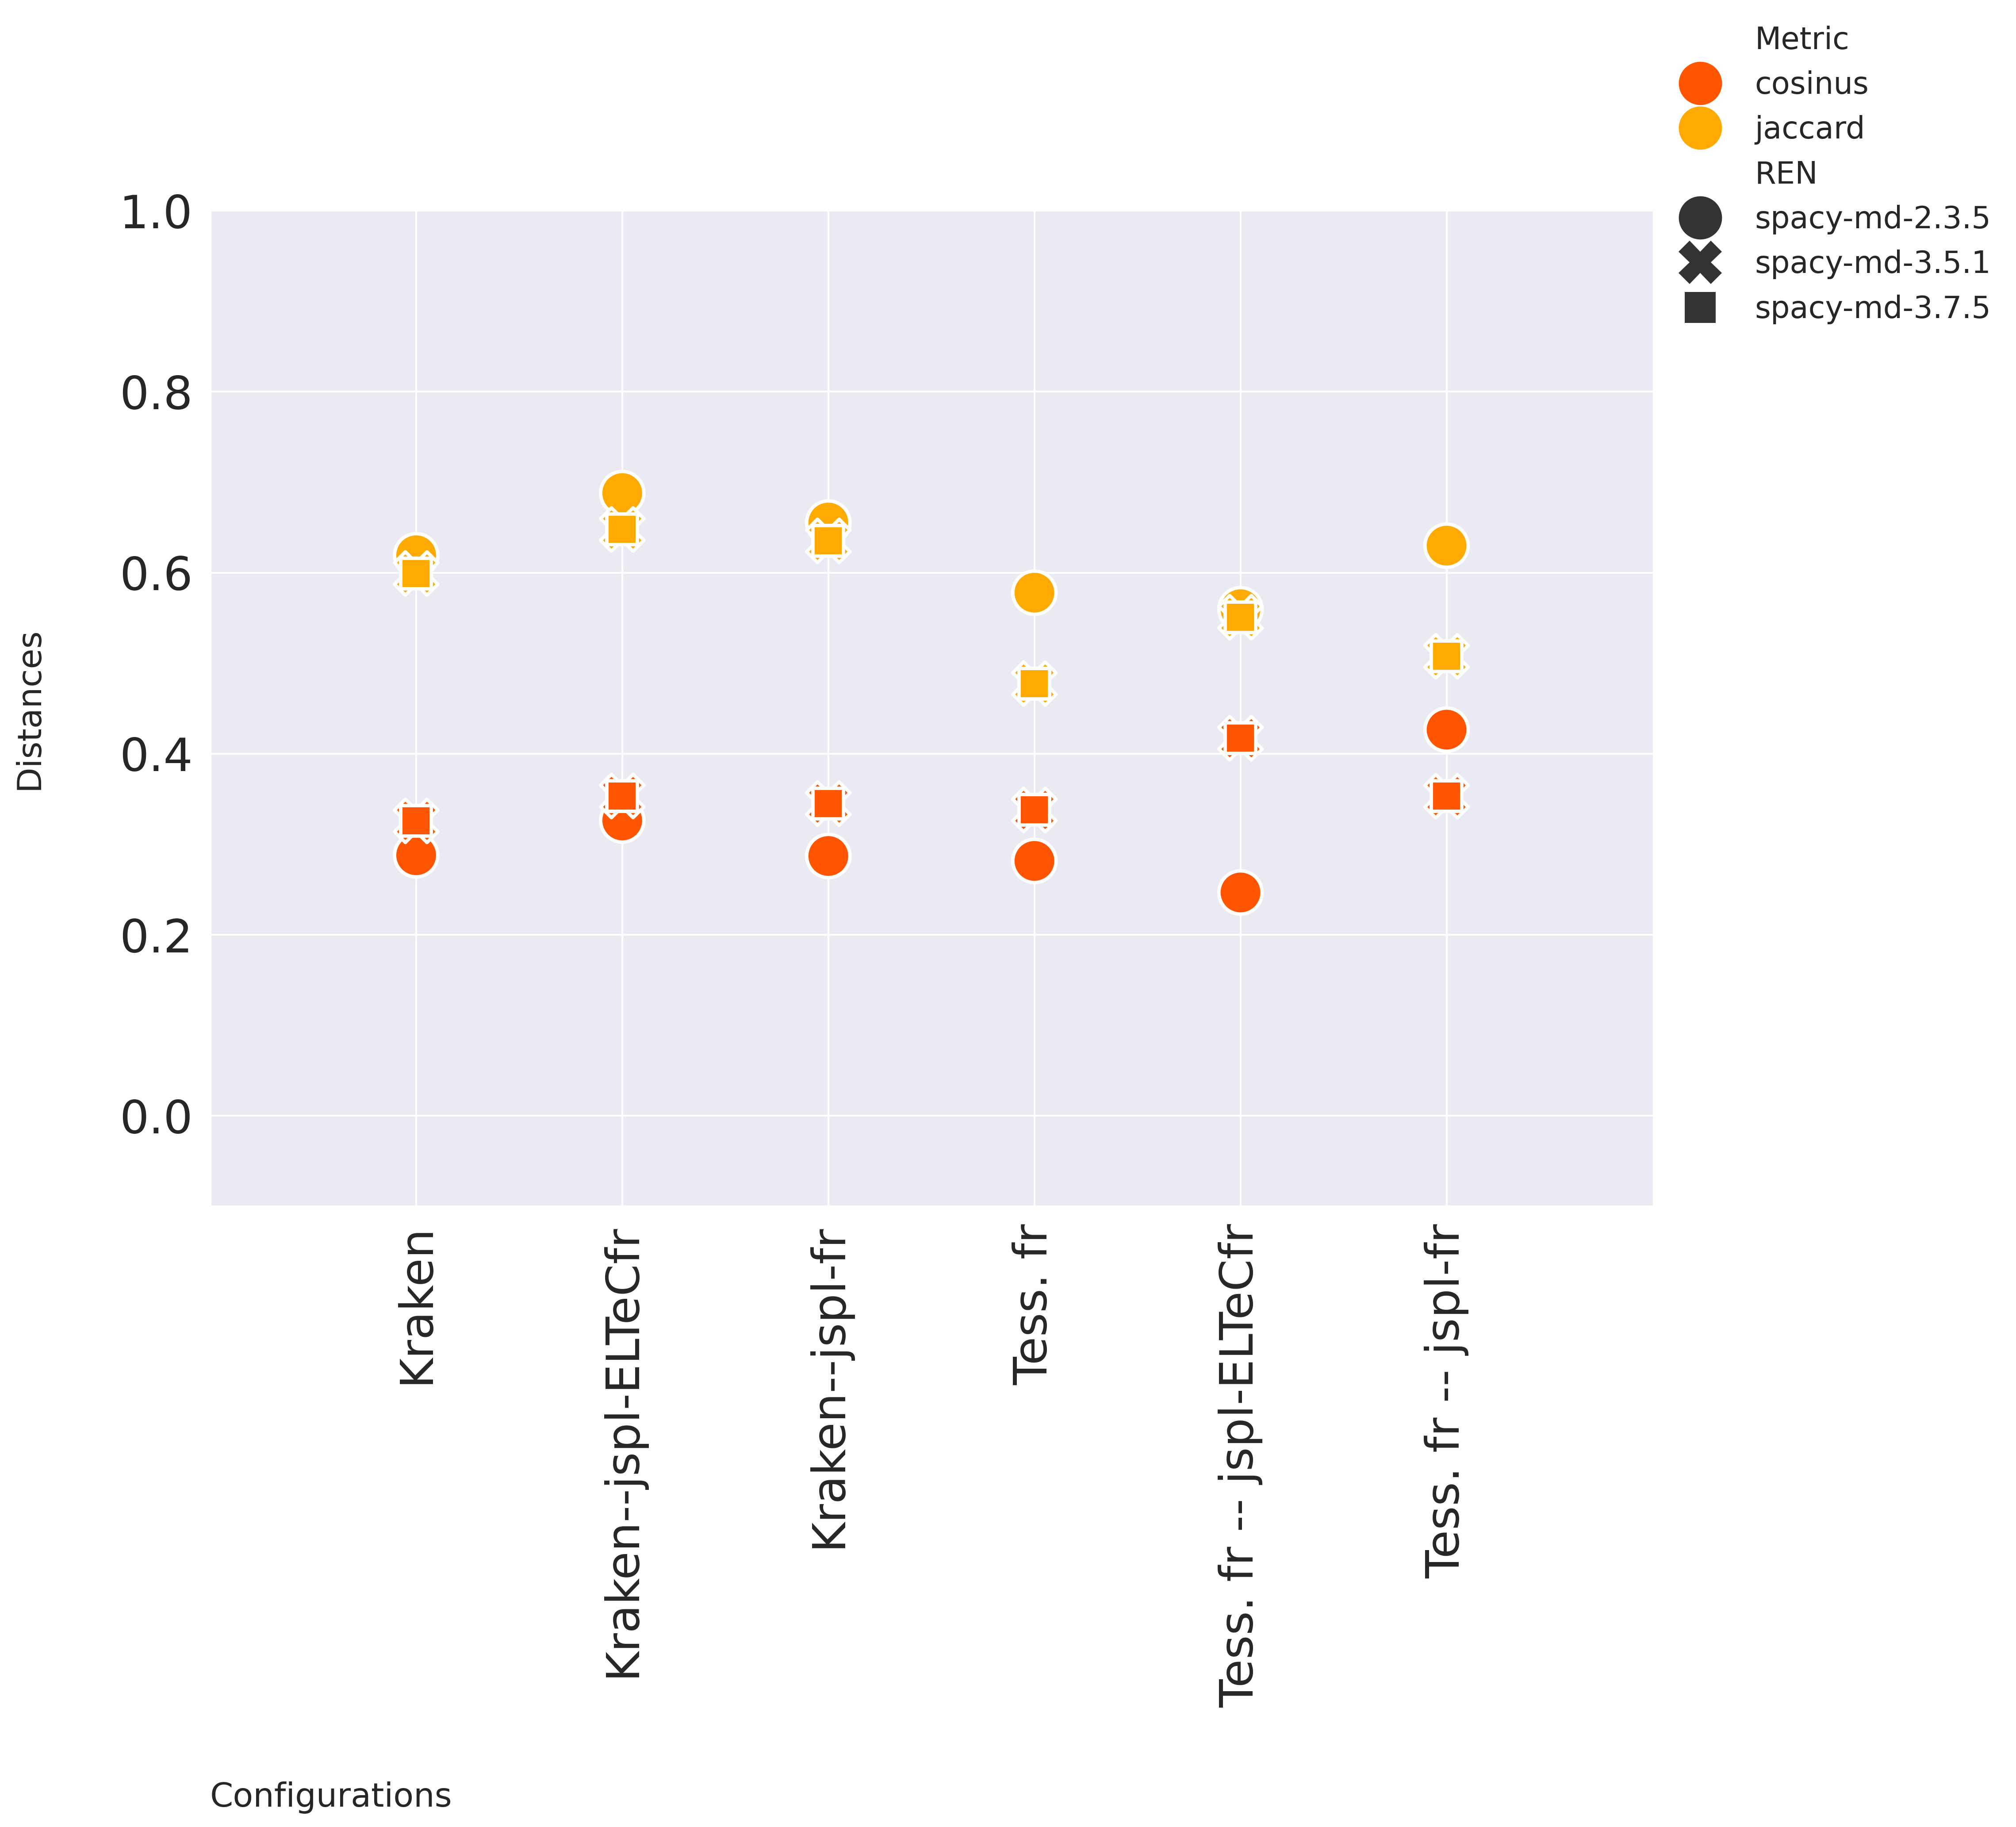 Metric
cosinus
jaccard
REN
spacy-md-2.3.5
spacy-md-3.5.1
spacy-md-3.7.5
1.0
0.8
0.6
0.4
0.2
0.0
Distances
Kraken
Kraken--jspl-ELTeCfr
Kraken--jspl-fr
Tess. fr
Tess. fr -- jspl-ELTeCfr
Tess. fr -- jspl-fr
Configurations